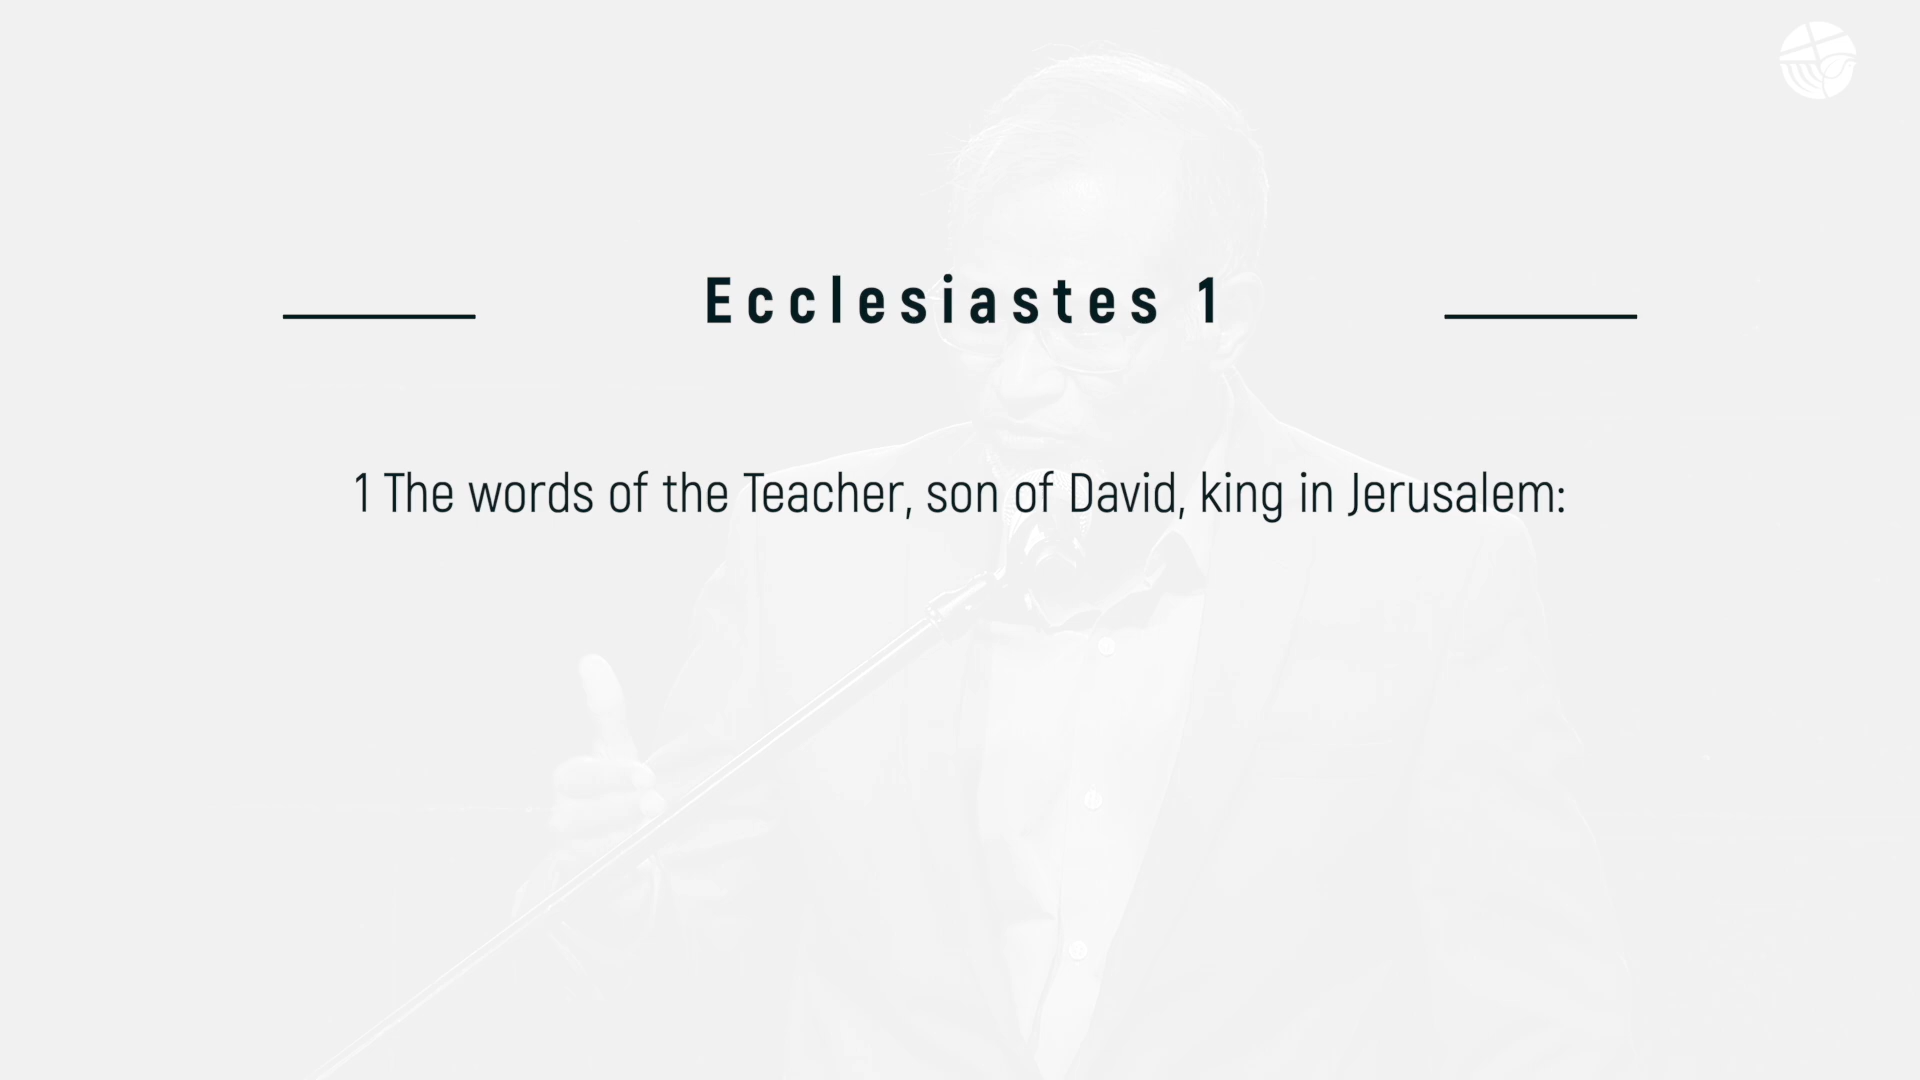 Ecclesiastes 1
1 The words of the Teacher, son of David, king in Jerusalem: